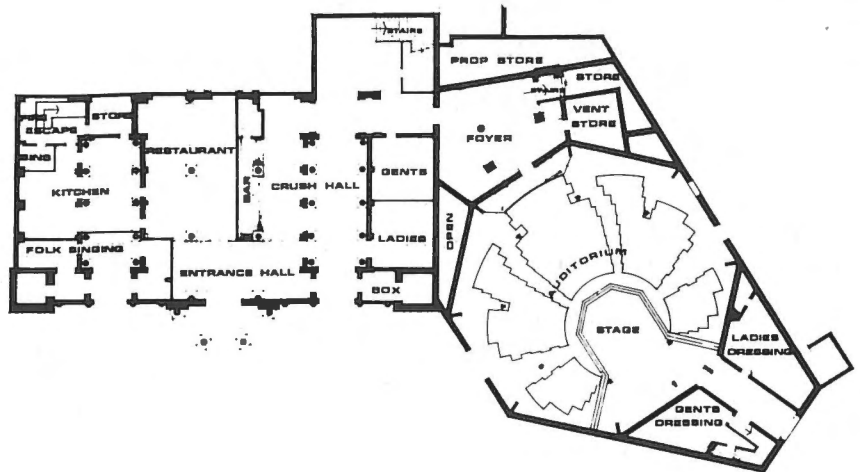 STAIRS
PROP STORE
STORE
STAIRS
VENT
STORE
FOYER
STORE
ESCAPE
RESTAURANT
KITCHEN
BAR
CRUSH HALL
GENTS
OPEN
LADIES
FOLK SINGING
ENTRANCE HALL
BOX
AUDITORIUM
STAGE
LADIES
DRESSING
GENTS
DRESSING